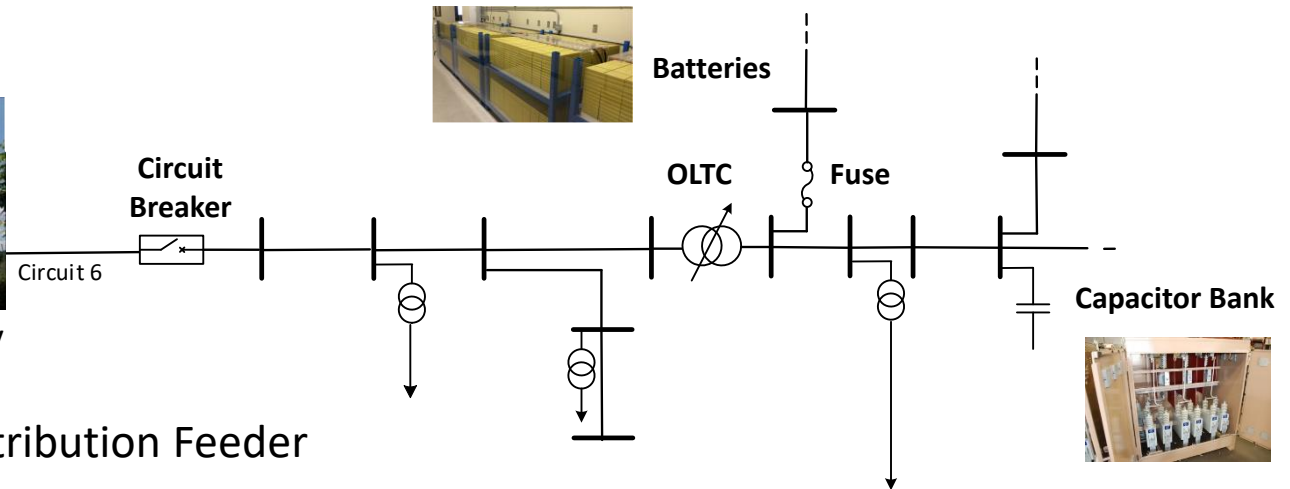 Batteries
Circuit
Breaker
OLTC
Fuse
Circuit 6
Capacitor Bank
tribution Feeder